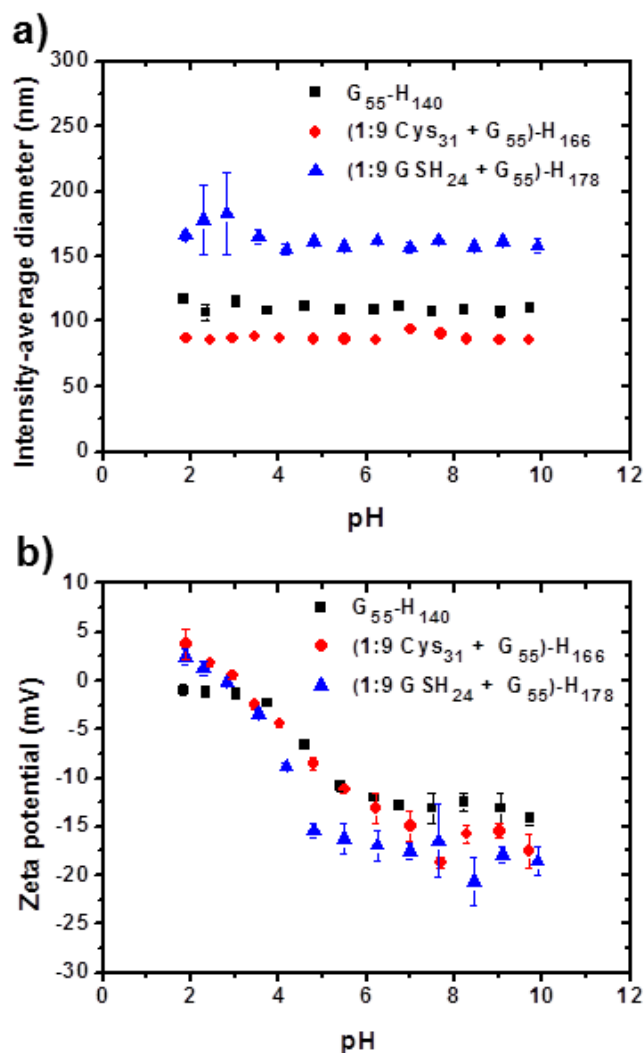 a)
300
250
200
150
100
50
0
Intensity-average diameter (nm)
G55-H140
(1:9 Cys31 + G55)-H166
(1:9 GSH24 + G55)-H178
0 2 4 6 8 10 12
pH
b)
10
5
0
-5
-10
-15
-20
-25
-30
Zeta potential (mV)
G55-H140
(1:9 Cys31 + G55)-H166
(1:9 GSH24 + G55)-H178
0 2 4 6 8 10 12
pH